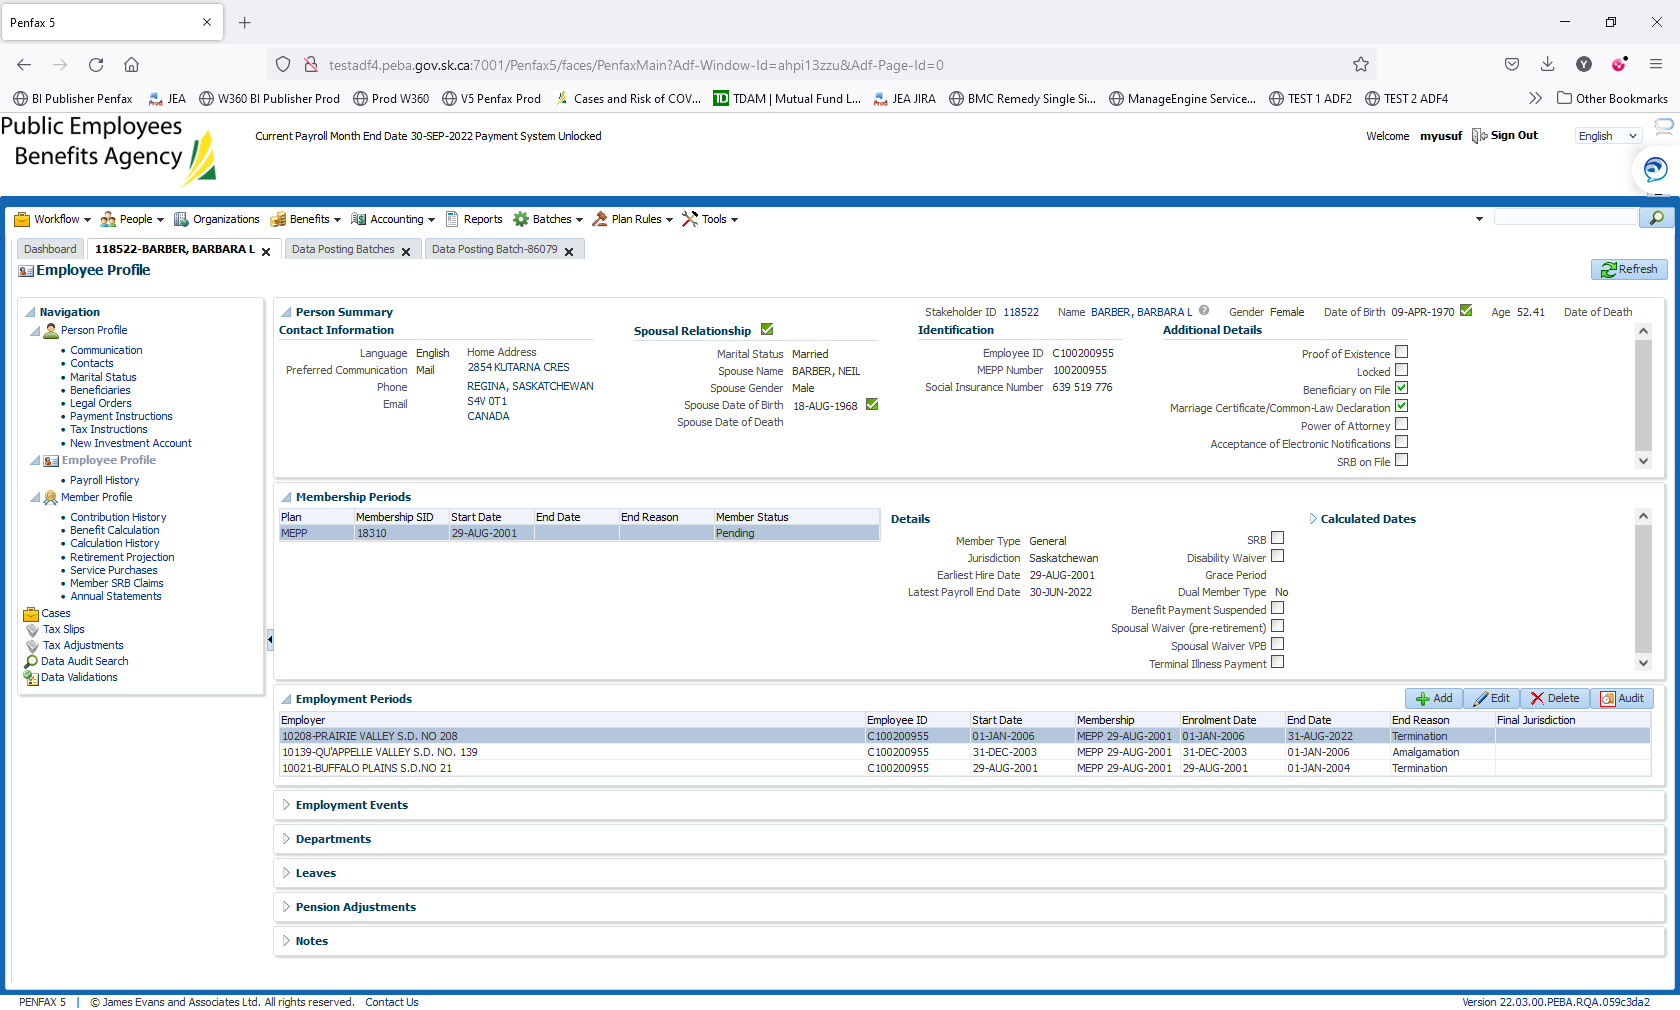 Penfax 5
testadf4.peba.gov.sk.ca:7001/Penfax5/faces/PenfaxMain?Adf-Window-Id=ahpi13zzu&Adf-Page-Id=0
BI Publisher Penfax JEA W360 BI Publisher Prod Prod W360 V5 Penfax Prod Cases and Risk of COV... TDAM | Mutual Fund L... JEA JIRA BMC Remedy Single Si... ManageEngine Service... TEST 1 ADF2 TEST 2 ADF4 Other Bookmarks
Public Employees
Benefits Agency
Current Payroll Month End Date 30-SEP-2022 Payment System Unlocked
Welcome myusuf Sign Out English
Workflow People Organizations Benefits Accounting Reports Batches Plan Rules Tools
Dashboard 118522-BARBER, BARBARA L Data Posting Batches Data Posting Batch-86079
Employee Profile
Refresh
Navigation
Person Profile
Communication
Contacts
Marital Status
Beneficiaries
Legal Orders
Payment Instructions
Tax Instructions
New Investment Account
Employee Profile
Payroll History
Member Profile
Contribution History
Benefit Calculation
Calculation History
Retirement Projection
Service Purchases
Member SRB Claims
Annual Statements
Cases
Tax Slips
Tax Adjustments
Data Audit Search
Data Validations
Person Summary
Stakeholder ID 118522 Name BARBER, BARBARA L Gender Female Date of Birth 09-APR-1970 Age 52.41 Date of Death
Contact Information
Language English
Preferred Communication Mail
Phone
Email
Home Address
2854 KUTARNA CRES
REGINA, SASKATCHEWAN
S4V 0T1
CANADA
Spousal Relationship
Marital Status Married
Spouse Name BARBER, NEIL
Spouse Gender Male
Spouse Date of Birth 18-AUG-1968
Spouse Date of Death
Identification
Employee ID C100200955
MEPP Number 100200955
Social Insurance Number 639 519 776
Additional Details
Proof of Existence
Locked
Beneficiary on File
Marriage Certificate/Common-Law Declaration
Power of Attorney
Acceptance of Electronic Notifications
SRB on File
Membership Periods
Plan Membership SID Start Date End Date End Reason Member Status
MEPP 18310 29-AUG-2001 Pending
Details
Member Type General
Jurisdiction Saskatchewan
Earliest Hire Date 29-AUG-2001
Latest Payroll End Date 30-JUN-2022
SRB
Disability Waiver
Grace Period
Dual Member Type No
Benefit Payment Suspended
Spousal Waiver (pre-retirement)
Spousal Waiver VPB
Terminal Illness Payment
Calculated Dates
Employment Periods
Add Edit Delete Audit
Employer Employee ID Start Date Membership Enrolment Date End Date End Reason Final Jurisdiction
10208-PRAIRIE VALLEY S.D. NO 208 C100200955 01-JAN-2006 MEPP 29-AUG-2001 01-JAN-2006 31-AUG-2022 Termination
10139-QU'APPELLE VALLEY S.D. NO. 139 C100200955 31-DEC-2003 MEPP 29-AUG-2001 31-DEC-2003 01-JAN-2006 Amalgamation
10021-BUFFALO PLAINS S.D.NO 21 C100200955 29-AUG-2001 MEPP 29-AUG-2001 29-AUG-2001 01-JAN-2004 Termination
Employment Events
Departments
Leaves
Pension Adjustments
Notes
PENFAX 5 | © James Evans and Associates Ltd. All rights reserved. Contact Us
Version 22.03.00.PEBA.RQA.059c3da2